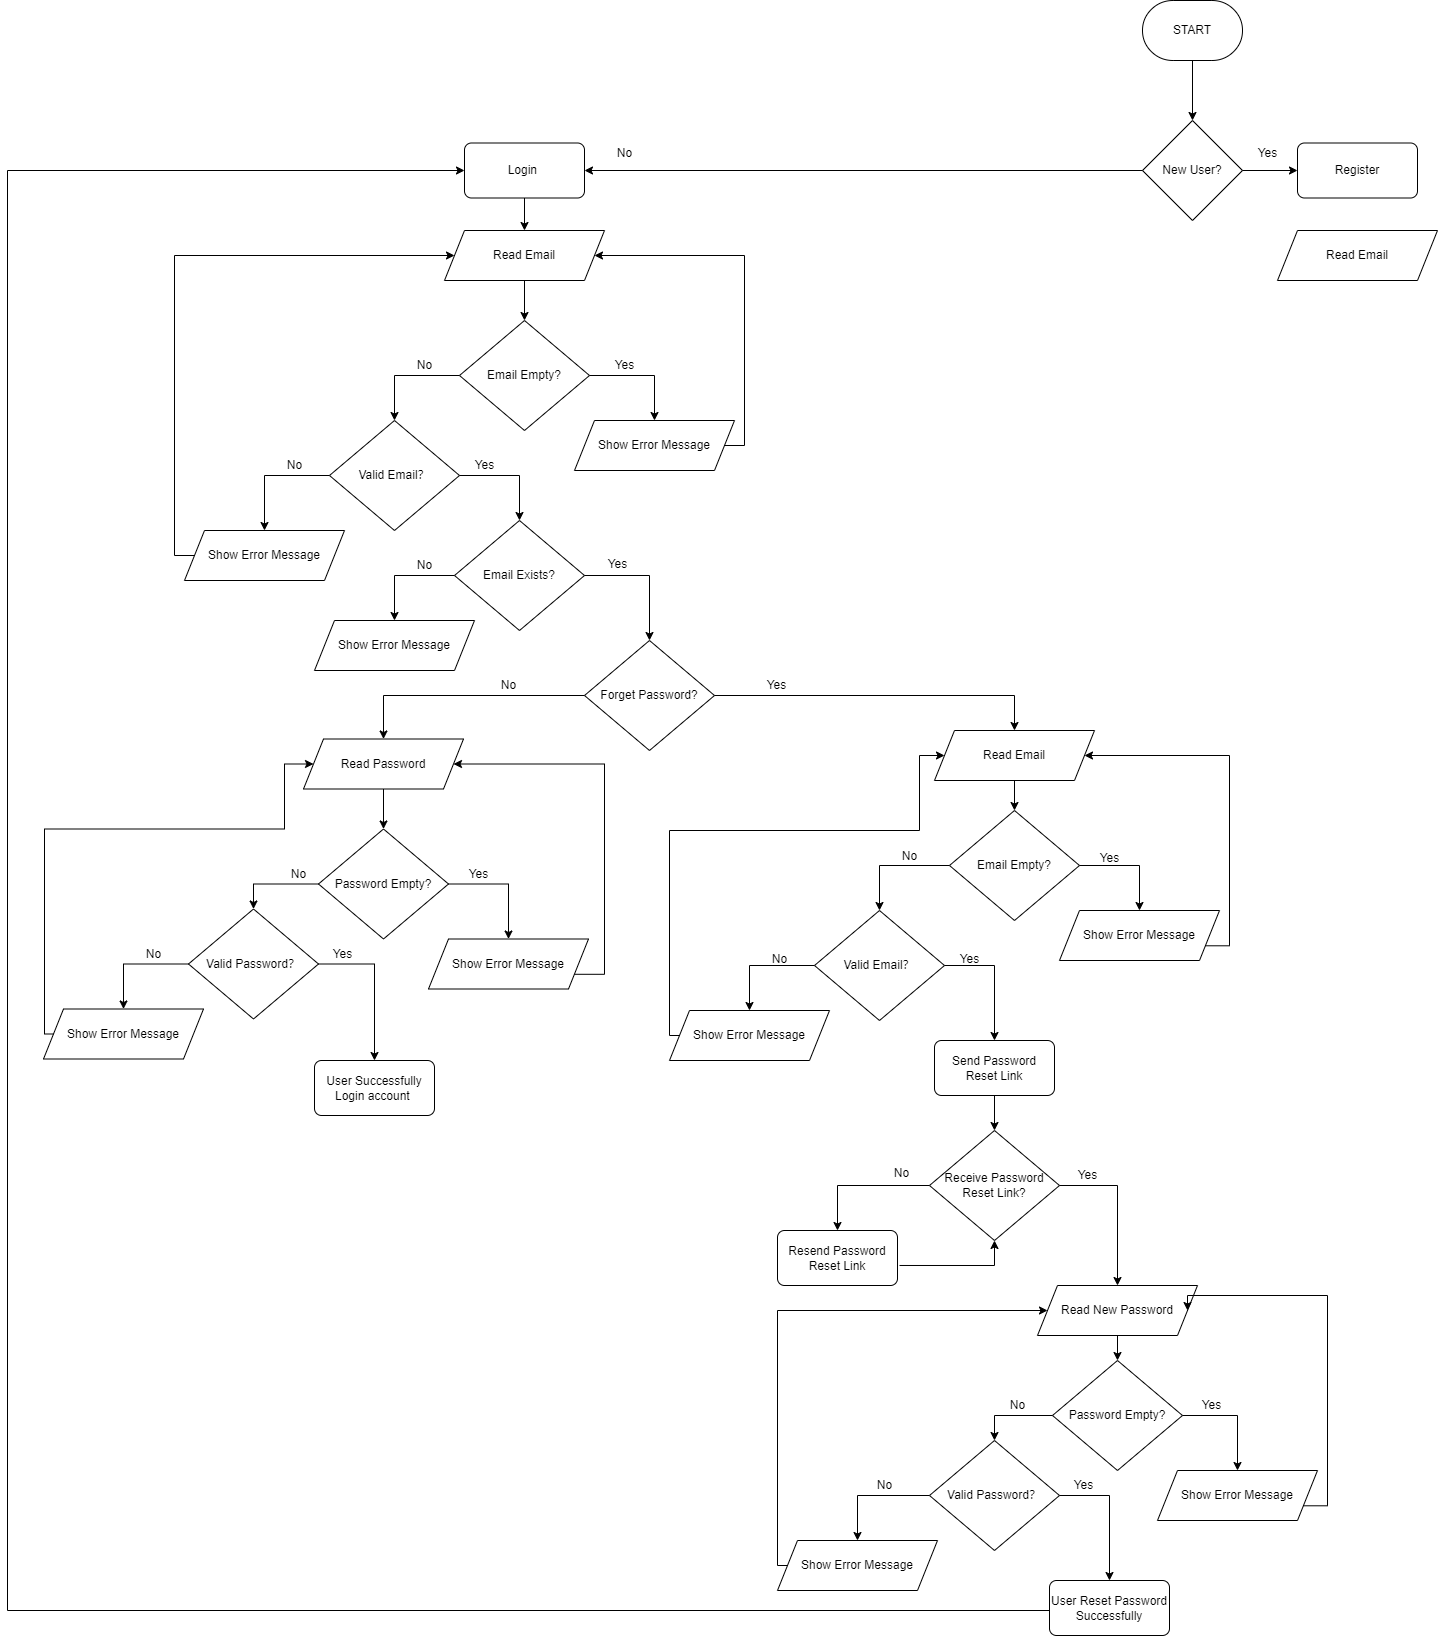 START
New User?
No
Yes
Login
Register
Read Email
Read Email
Email Empty?
No
Yes
Show Error Message
Valid Email?
No
Yes
Show Error Message
Email Exists?
No
Yes
Show Error Message
Forget Password?
No
Yes
Read Password
Password Empty?
No
Yes
Show Error Message
Valid Password?
No
Yes
Show Error Message
User Successfully
Login account
Read Email
Email Empty?
No
Yes
Show Error Message
Valid Email?
No
Yes
Show Error Message
Send Password
Reset Link
Receive Password
Reset Link?
No
Yes
Resend Password
Reset Link
Read New Password
Password Empty?
No
Yes
Show Error Message
Valid Password?
No
Yes
Show Error Message
User Reset Password
Successfully